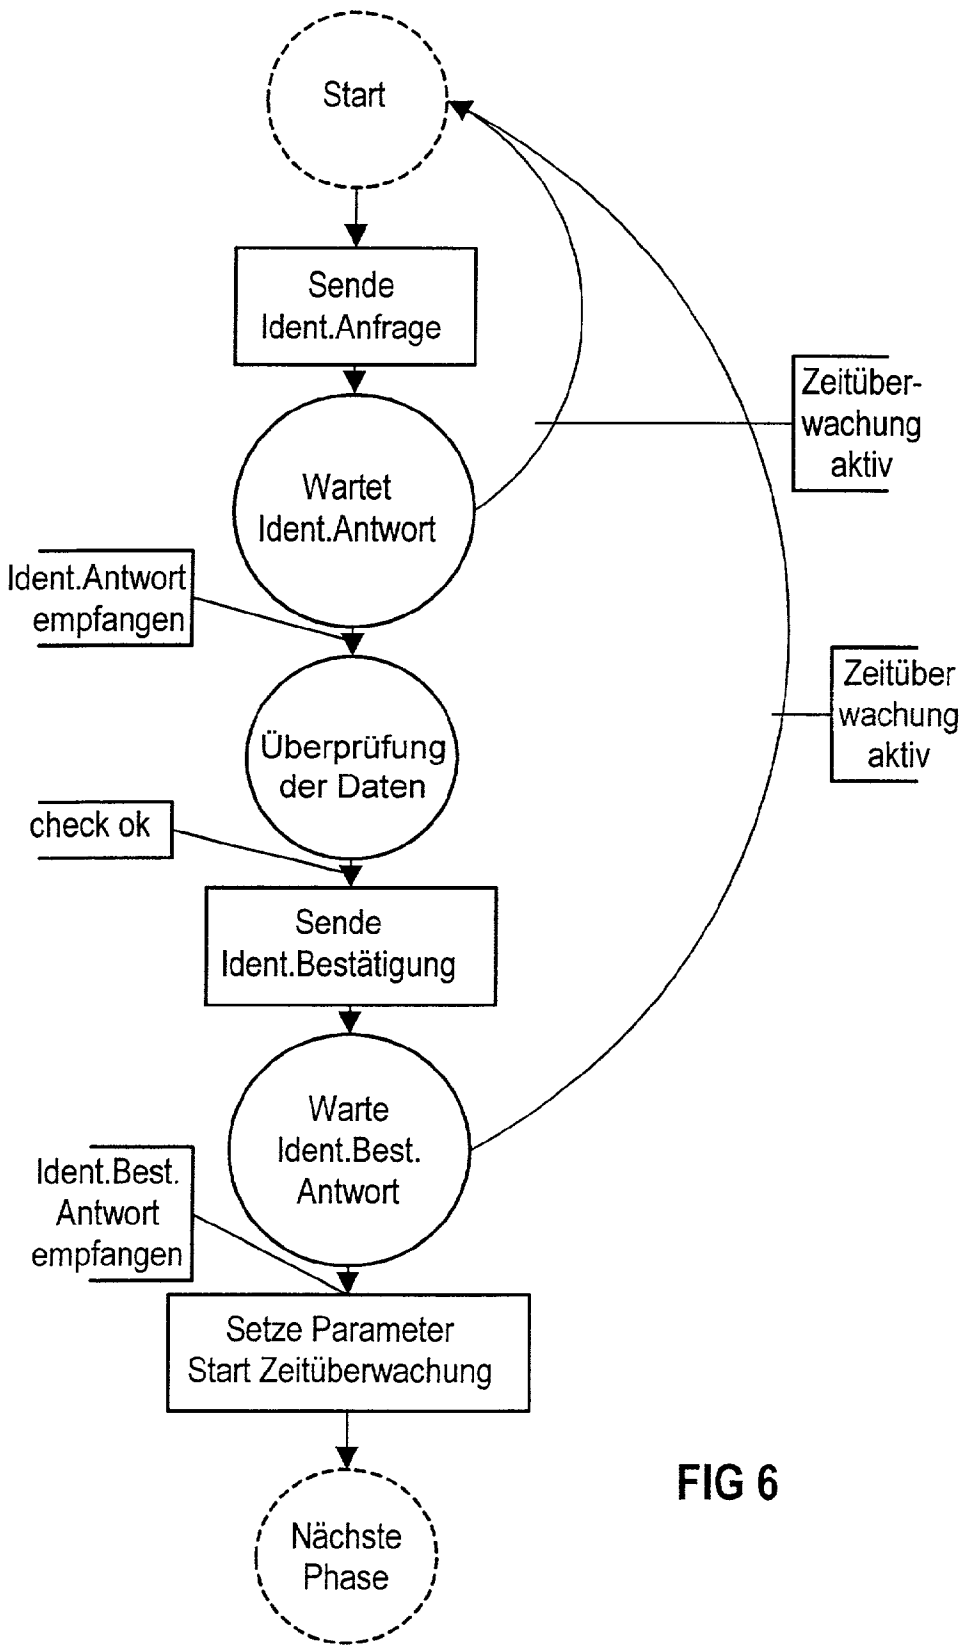 Start
Sende
Ident.Anfrage
Zeitüber-
wachung
aktiv
Wartet
Ident.Antwort
Ident.Antwort
empfangen
Zeitüber
wachung
aktiv
Überprüfung
der Daten
check ok
Sende
Ident.Bestätigung
Warte
Ident.Best.
Antwort
Ident.Best.
Antwort
empfangen
Setze Parameter
Start Zeitüberwachung
FIG 6
Nächste
Phase